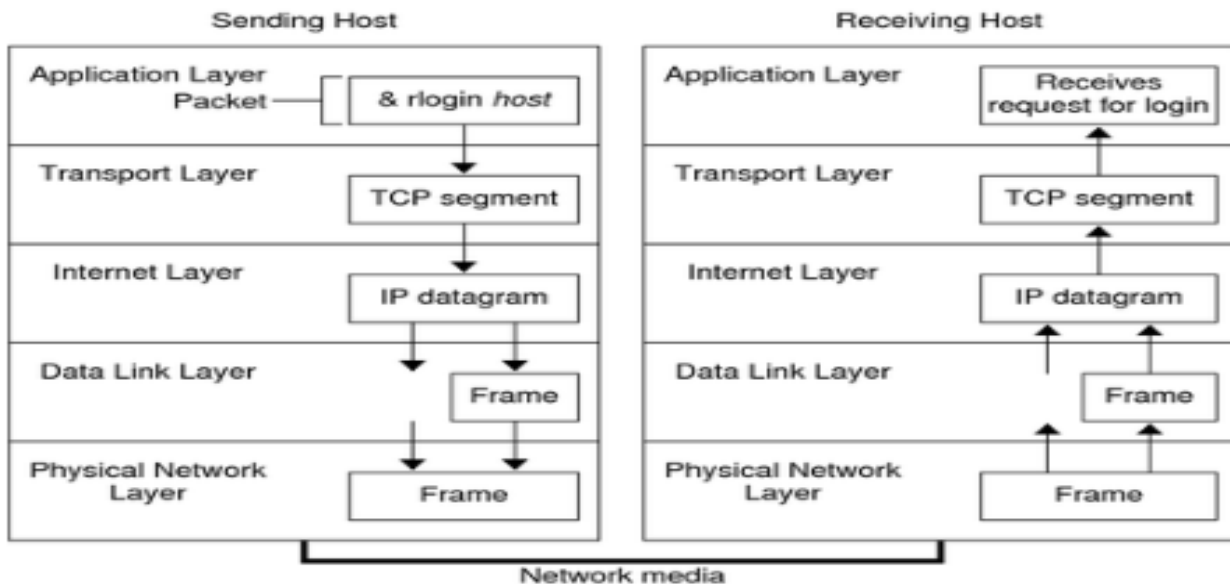 Sending Host
Application Layer
Packet
& rlogin host
Transport Layer
TCP segment
Internet Layer
IP datagram
Data Link Layer
Frame
Physical Network
Layer
Frame
Receiving Host
Application Layer
Receives
request for login
Transport Layer
TCP segment
Internet Layer
IP datagram
Data Link Layer
Frame
Physical Network
Layer
Frame
Network media